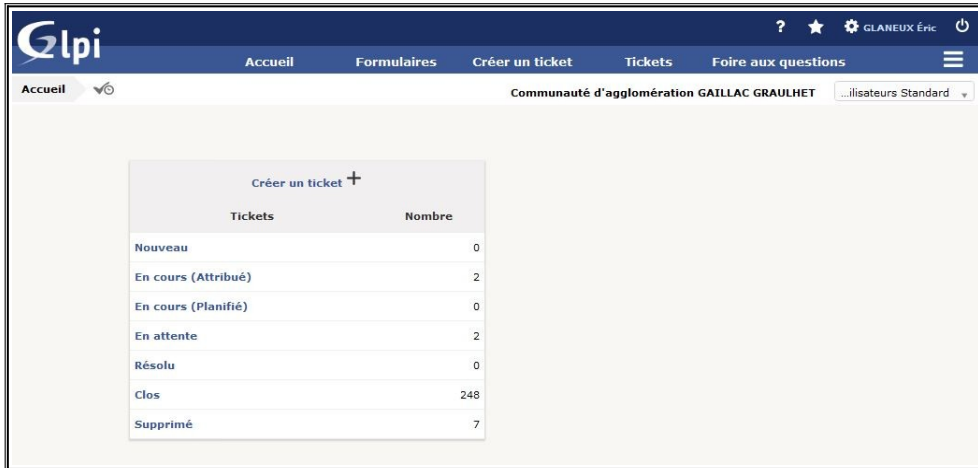 Glpi
? GLANEUX Éric
Accueil Formulaires Créer un ticket Tickets Foire aux questions
Accueil Communauté d'agglomération GAILLAC GRAULHET ...ilisateurs Standard
Créer un ticket +
Tickets Nombre
Nouveau 0
En cours (Attribué) 2
En cours (Planifié) 0
En attente 2
Résolu 0
Clos 248
Supprimé 7